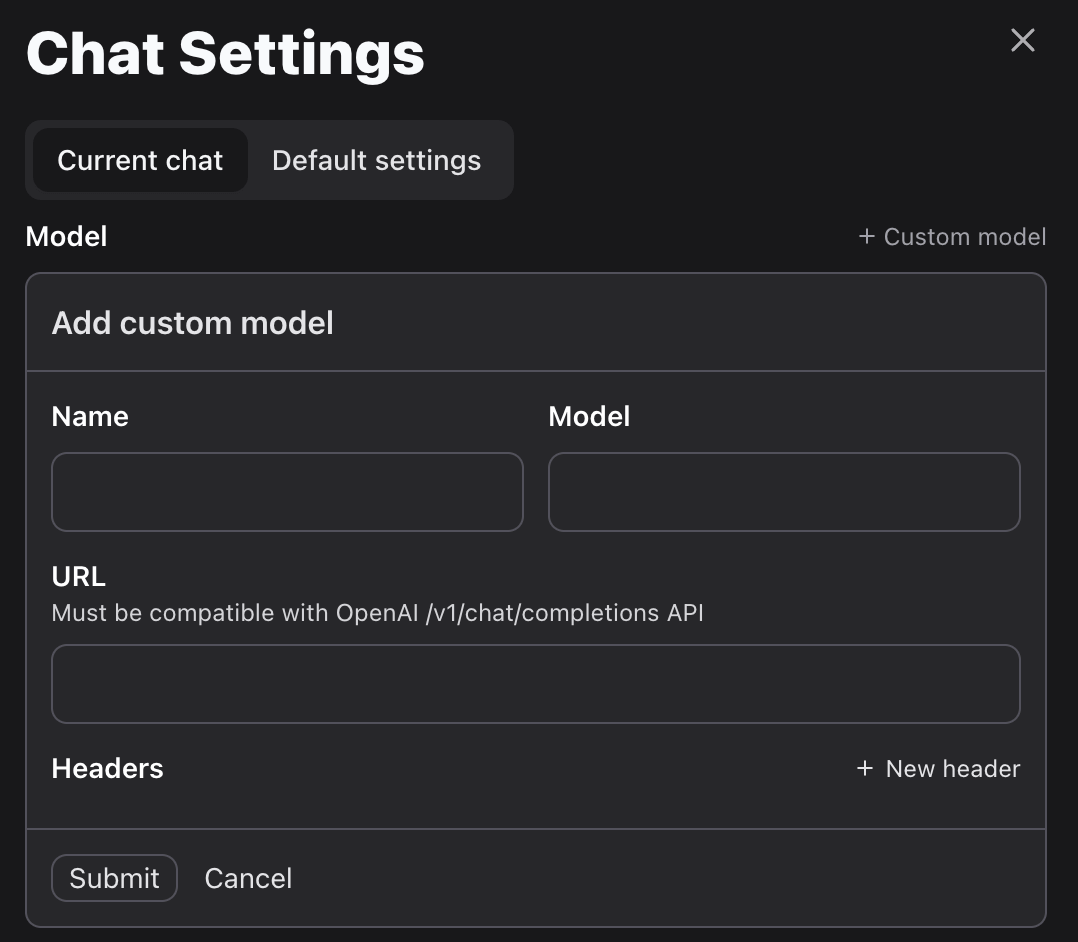 Chat Settings
Current chat Default settings
Model + Custom model
Add custom model
Name Model
URL
Must be compatible with OpenAI /v1/chat/completions API
Headers + New header
Submit Cancel